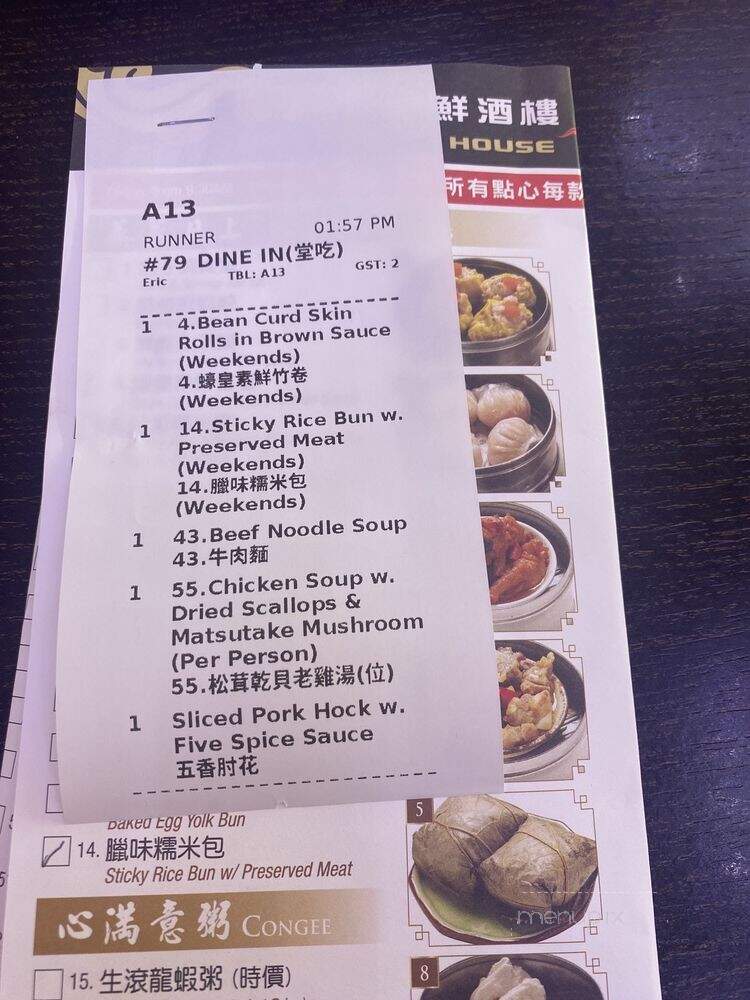 鮮酒樓
HOUSE
所有點心每款
A13
RUNNER 01:57 PM
#79 DINE IN(堂吃)
Eric TBL: A13 GST: 2
1 4.Bean Curd Skin
Rolls in Brown Sauce
(Weekends)
4.蠔皇素鮮竹卷
(Weekends)
1 14.Sticky Rice Bun w.
Preserved Meat
(Weekends)
14.臘味糯米包
(Weekends)
1 43.Beef Noodle Soup
43.牛肉麵
1 55.Chicken Soup w.
Dried Scallops &
Matsutake Mushroom
(Per Person)
55.松茸乾貝老雞湯(位)
1 Sliced Pork Hock w.
Five Spice Sauce
五香肘花
Baked Egg Yolk Bun
14. 臘味糯米包
Sticky Rice Bun w/ Preserved Meat
心滿意粥 CONGEE
15. 生滾龍蝦粥 (時價)
5
8
menupix